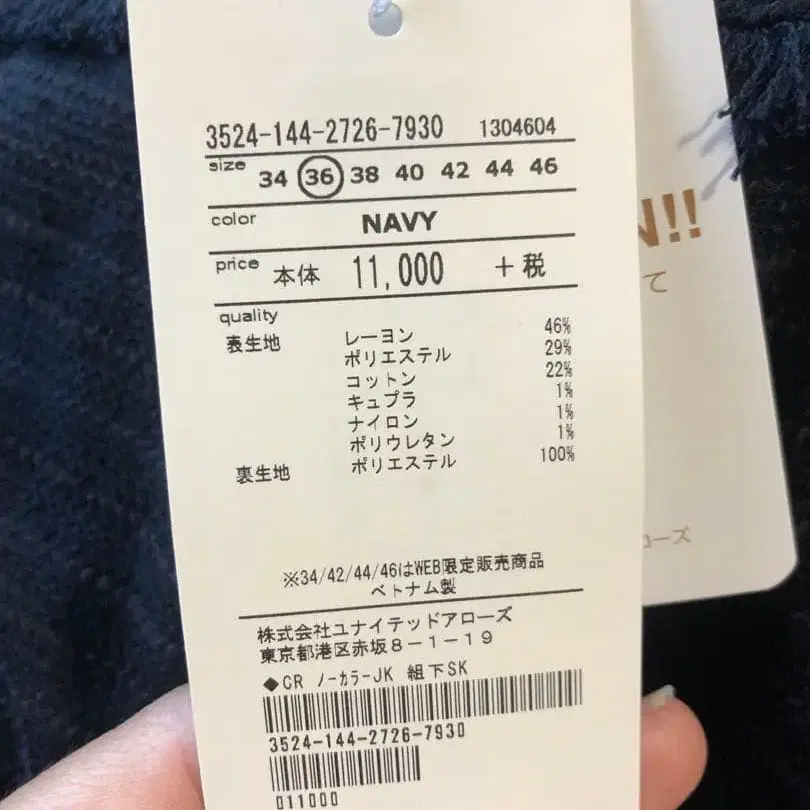 3524-144-2726-7930 1304604
size 34 36 38 40 42 44 46
color NAVY
price 本体 11,000 +税
quality
表生地 レーヨン 46%
ポリエステル 29%
コットン 22%
キュプラ 1%
ナイロン 1%
ポリウレタン 1%
裏生地 ポリエステル 100%
※34/42/44/46はWEB限定販売商品
ベトナム製
株式会社ユナイテッドアローズ
東京都港区赤坂8-1-19
◆CR ノーカラーJK 組下SK
3524-144-2726-7930
011000
N!!
て
ローズ